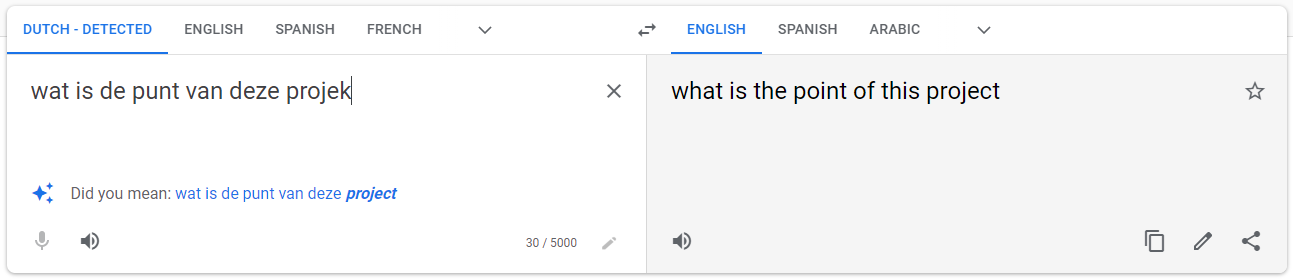 DUTCH - DETECTED ENGLISH SPANISH FRENCH ENGLISH SPANISH ARABIC
wat is de punt van deze projek
what is the point of this project
Did you mean: wat is de punt van deze project
30 / 5000